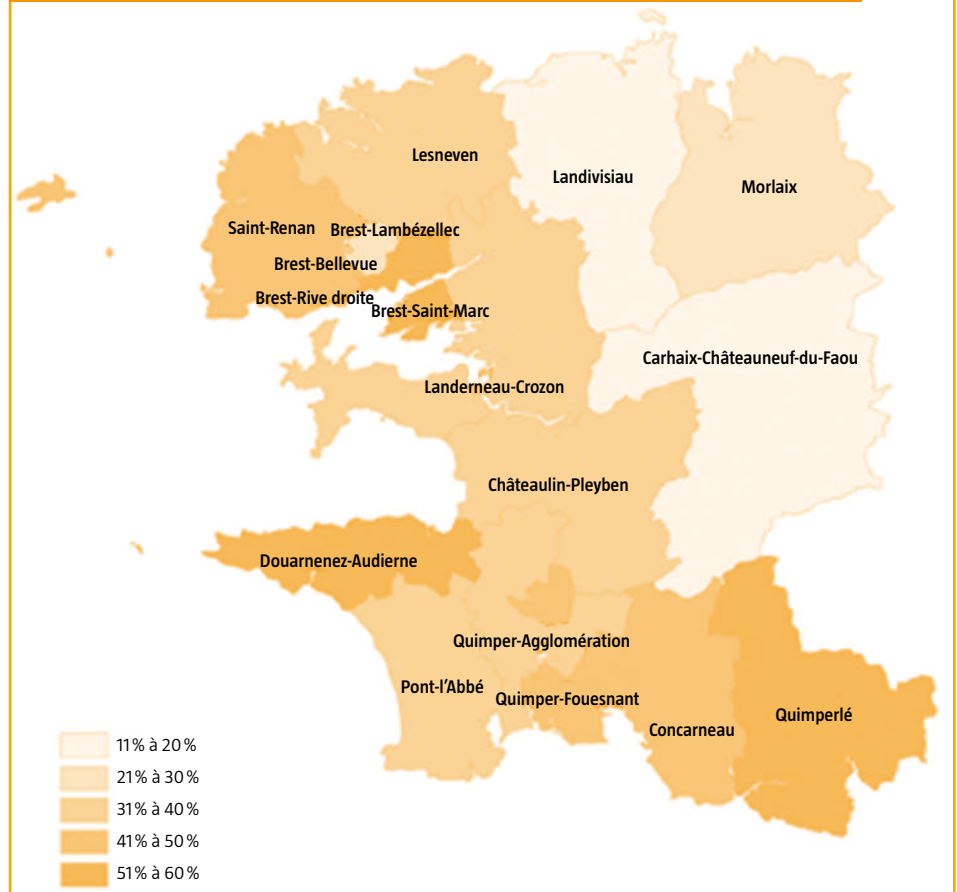 Lesneven
Landivisiau
Morlaix
Saint-Renan
Brest-Lambézellec
Brest-Bellevue
Brest-Rive droite
Brest-Saint-Marc
Carhaix-Châteauneuf-du-Faou
Landerneau-Crozon
Châteaulin-Pleyben
Douarnenez-Audierne
Quimper-Agglomération
Pont-l'Abbé
Quimper-Fouesnant
Concarneau
Quimperlé
11% à 20%
21% à 30%
31% à 40%
41% à 50%
51% à 60%